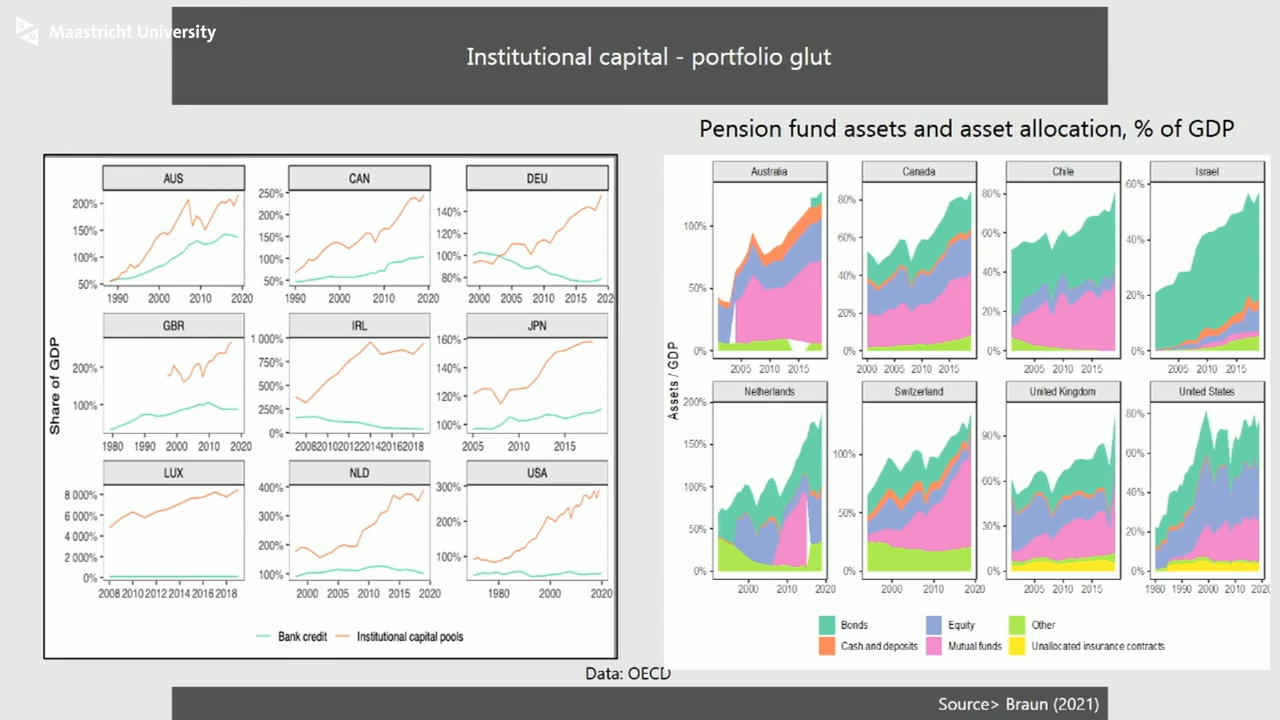 Maastricht University
Institutional capital - portfolio glut
Pension fund assets and asset allocation, % of GDP
AUS
CAN
DEU
200%
150%
100%
50%
1990 2000 2010 2020
250%
200%
150%
100%
50%
1990 2000 2010 2020
140%
120%
100%
80%
2000 2005 2010 2015 2020
GBR
IRL
JPN
200%
100%
1980 1990 2000 2010 2020
1 000%
750%
500%
250%
0%
2008 2010 2012 2014 2016 2018
160%
140%
120%
100%
2005 2010 2015
LUX
NLD
USA
8 000%
6 000%
4 000%
2 000%
0%
2008 2010 2012 2014 2016 2018
400%
300%
200%
100%
2000 2005 2010 2015 2020
300%
200%
100%
1980 2000 2020
Share of GDP
Bank credit
Institutional capital pools
Australia
Canada
Chile
Israel
100%
50%
0%
2005 2010 2015
80%
60%
40%
20%
0%
2000 2005 2010 2015
80%
60%
40%
20%
0%
2005 2010 2015
60%
40%
20%
0%
2005 2010 2015
Netherlands
Switzerland
United Kingdom
United States
200%
150%
100%
50%
0%
2000 2010 2020
100%
50%
0%
2000 2010 2020
90%
60%
30%
0%
2005 2010 2015
80%
60%
40%
20%
0%
1980 1990 2000 2010 202
Assets / GDP
Bonds
Equity
Other
Cash and deposits
Mutual funds
Unallocated insurance contracts
Data: OECD
Source> Braun (2021)